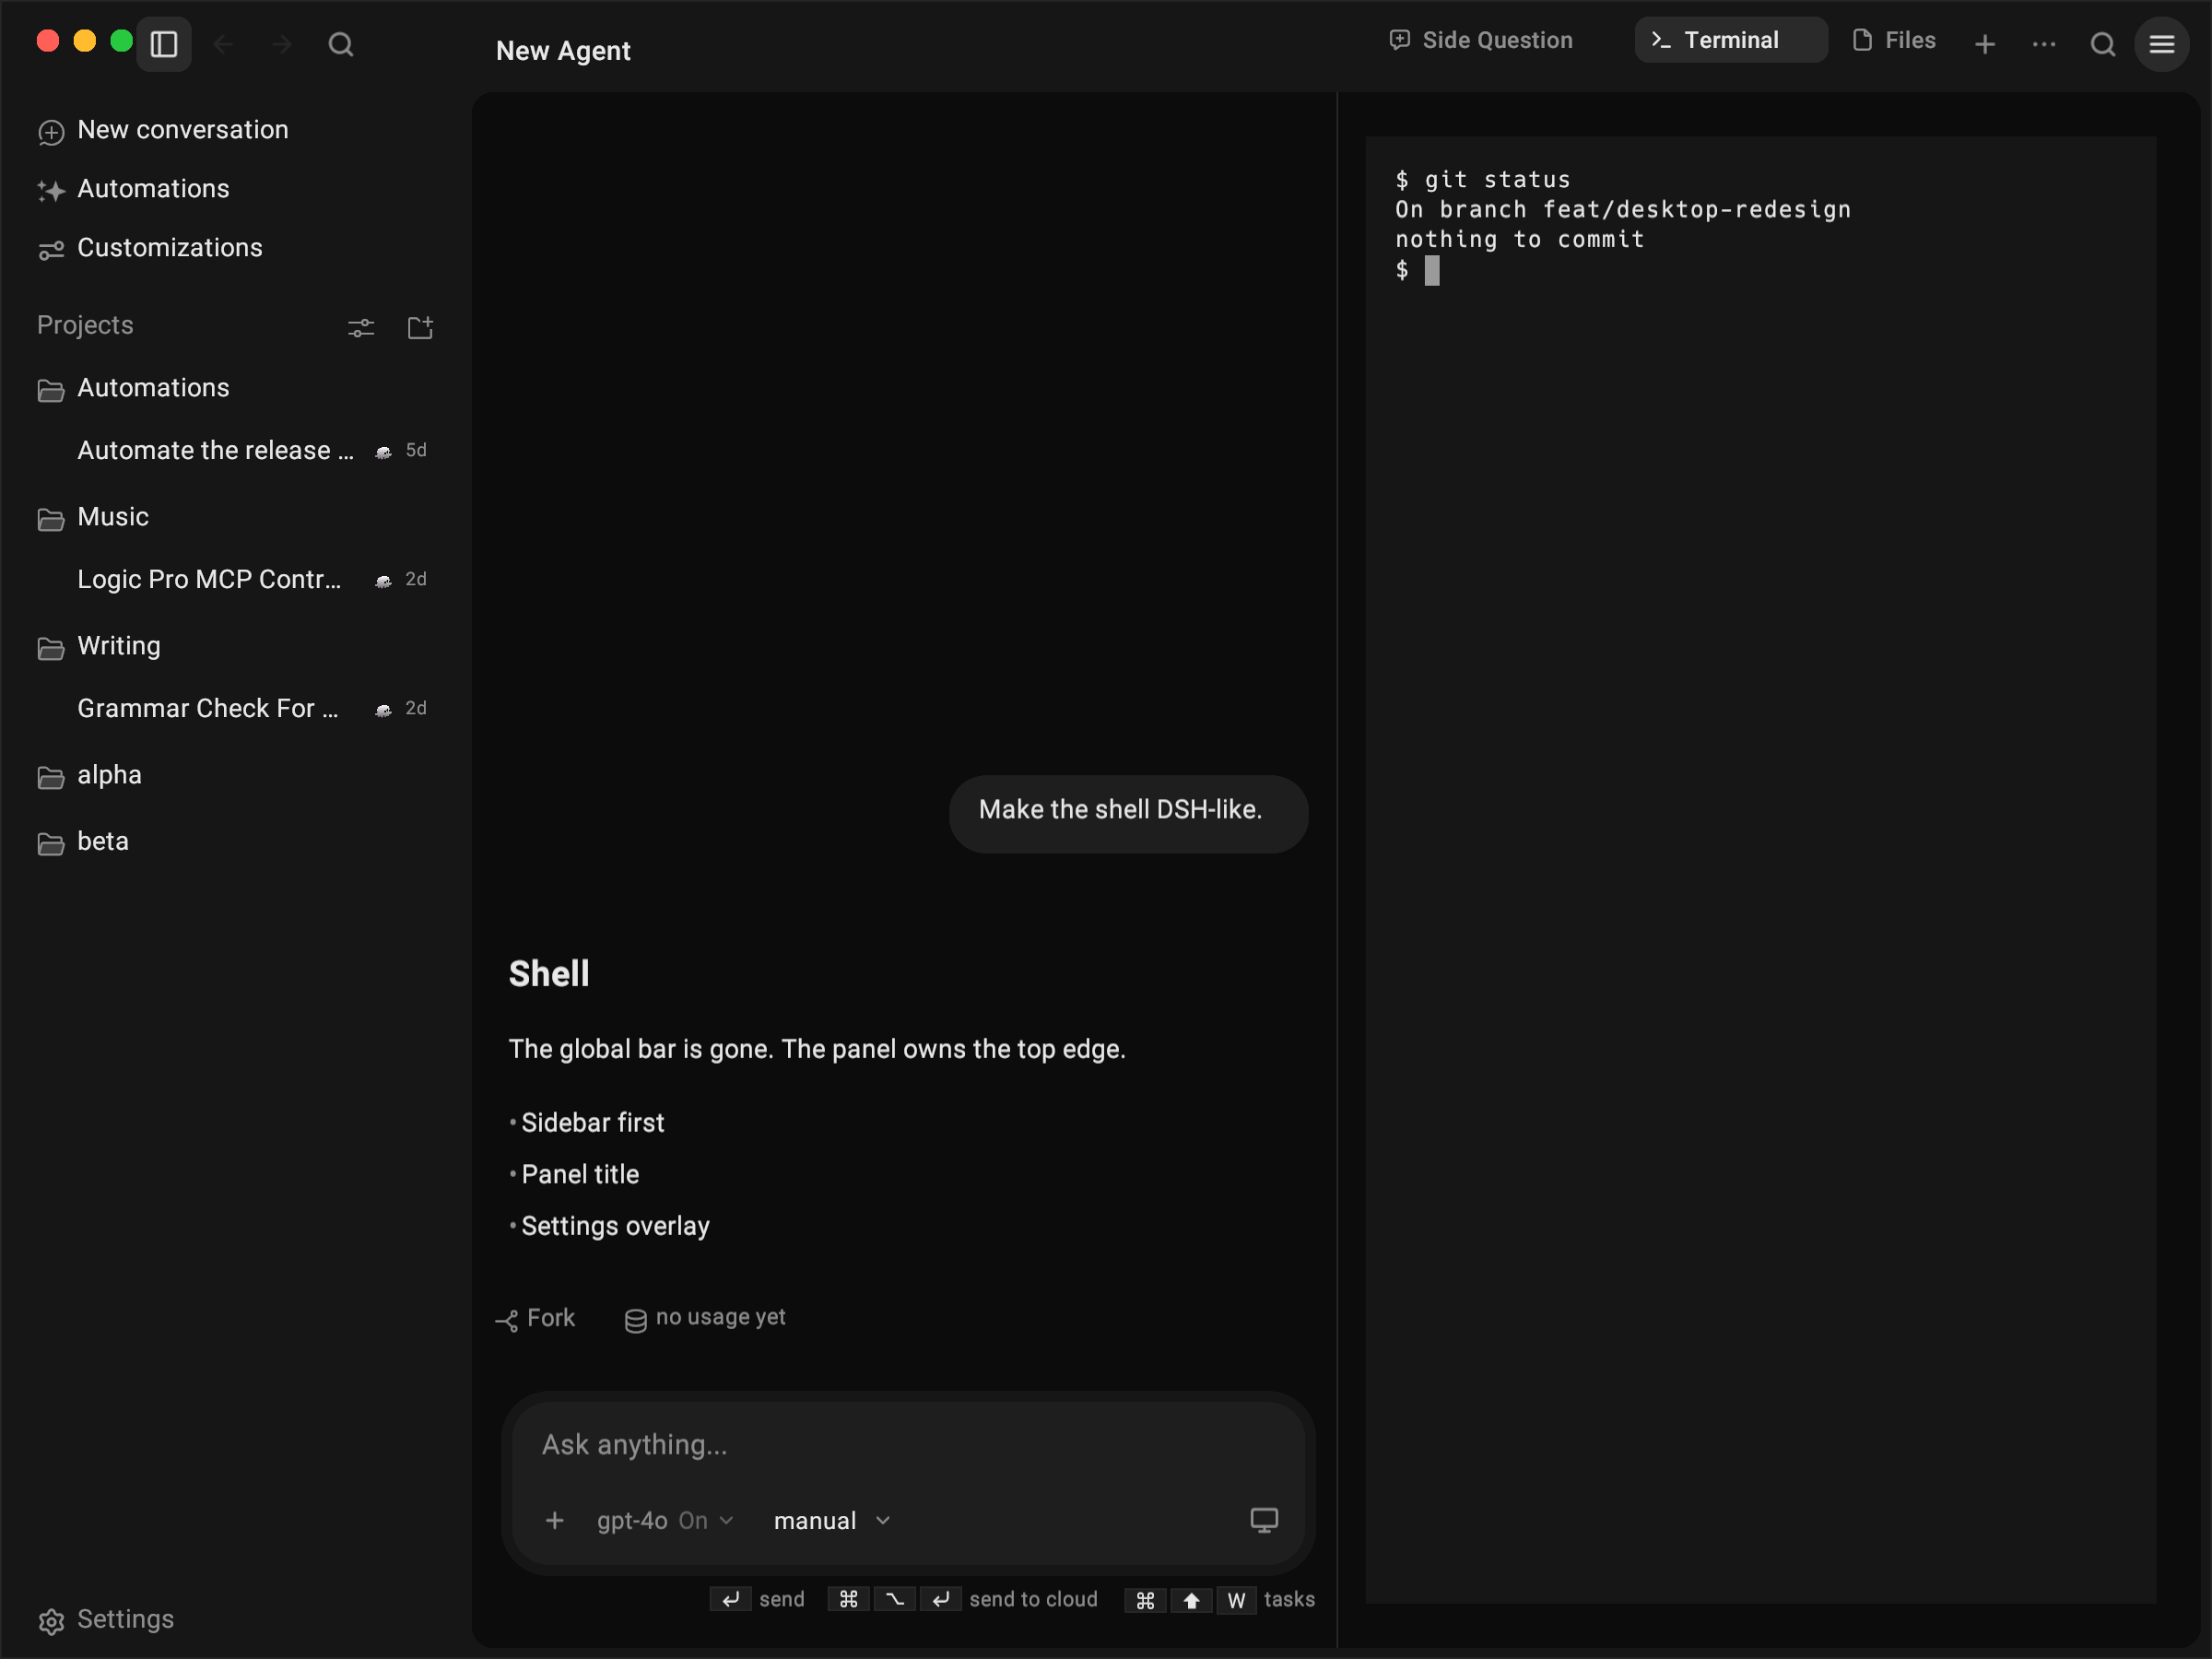 New Agent
Side Question
Terminal
Files
New conversation
Automations
Customizations
Projects
Automations
Automate the release ... 5d
Music
Logic Pro MCP Contr... 2d
Writing
Grammar Check For ... 2d
alpha
beta
Settings
Make the shell DSH-like.
Shell
The global bar is gone. The panel owns the top edge.
• Sidebar first
• Panel title
• Settings overlay
Fork
no usage yet
Ask anything...
gpt-4o On
manual
↵ send ⌘ ⌥ ↵ send to cloud ⌘ ⬆ W tasks
$ git status
On branch feat/desktop-redesign
nothing to commit
$